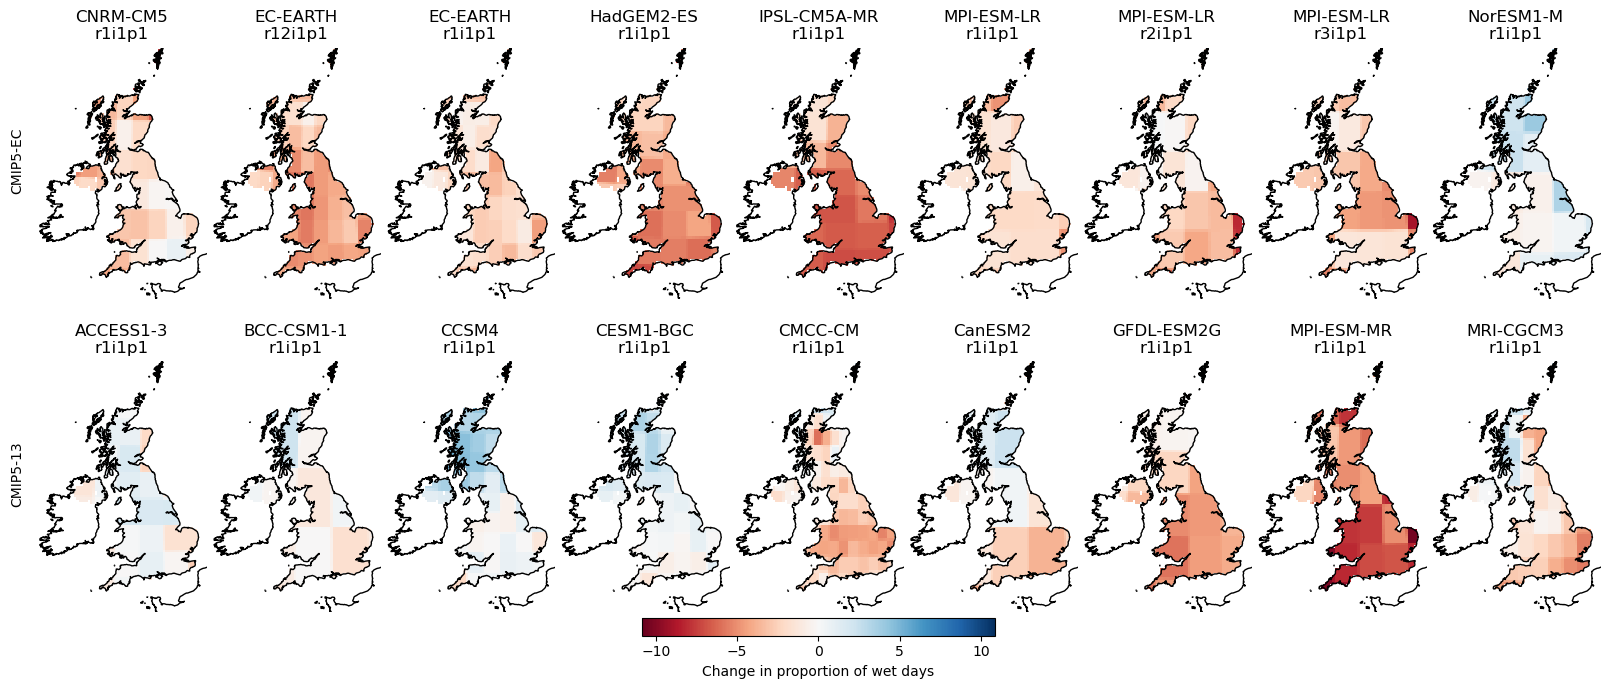 CNRM-CM5 EC-EARTH EC-EARTH HadGEM2-ES IPSL-CM5A-MR MPI-ESM-LR MPI-ESM-LR MPI-ESM-LR NorESM1-M
r1i1p1 r12i1p1 r1i1p1 r1i1p1 r1i1p1 r1i1p1 r2i1p1 r3i1p1 r1i1p1
CMIP5-EC
ACCESS1-3 BCC-CSM1-1 CCSM4 CESM1-BGC CMCC-CM CanESM2 GFDL-ESM2G MPI-ESM-MR MRI-CGCM3
r1i1p1 r1i1p1 r1i1p1 r1i1p1 r1i1p1 r1i1p1 r1i1p1 r1i1p1 r1i1p1
CMIP5-13
−10 −5 0 5 10
Change in proportion of wet days